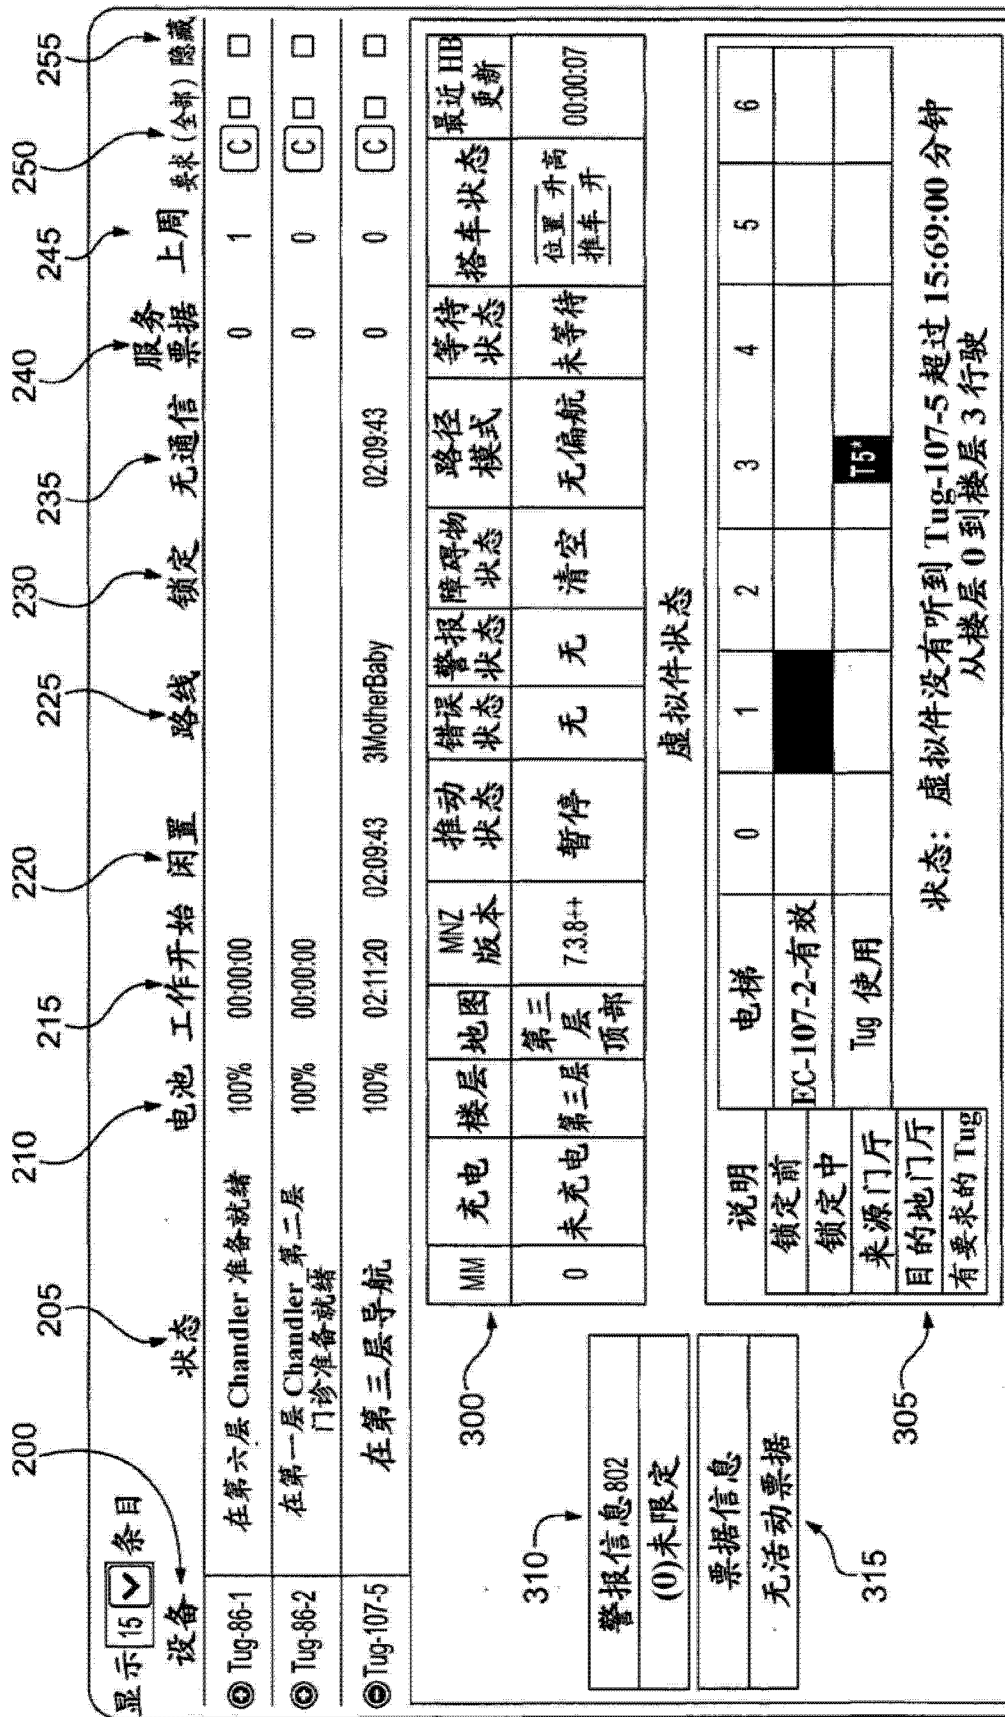 200 205 210 215 220 225 230 235 240 245 250 255
显示 15 条目
设备 状态 电池 工作开始 闲置 路线 锁定 无通信 服务票据 上周 要求(全部) 隐藏
Tug-86-1 在第六层 Chandler 准备就绪 100% 00:00:00 0 1 C
Tug-86-2 在第一层 Chandler 第二层 100% 00:00:00 0 0 C
门诊准备就绪
Tug-107-5 在第三层导航 100% 02:11:20 02:09:43 3MotherBaby 02:09:43 0 0 C
300
MM 充电 楼层 地图 MNZ版本 推动状态 错误状态 警报状态 障碍物状态 路径模式 等待状态 搭车状态 最近 HB 更新
0 未充电 第三层 第三层顶部 7.3.8++ 暂停 无 无 清空 无偏航 未等待 位置 升高 00:00:07
推车 开
310
警报信息802
(0)未限定
票据信息
无活动票据
315
虚拟件状态
305
说明
锁定前
锁定中
来源门厅
目的地门厅
有要求的 Tug
电梯 0 1 2 3 4 5 6
EC-107-2-有效
Tug 使用 T5*
状态: 虚拟件没有听到 Tug-107-5 超过 15:69:00 分钟
从楼层 0 到楼层 3 行驶